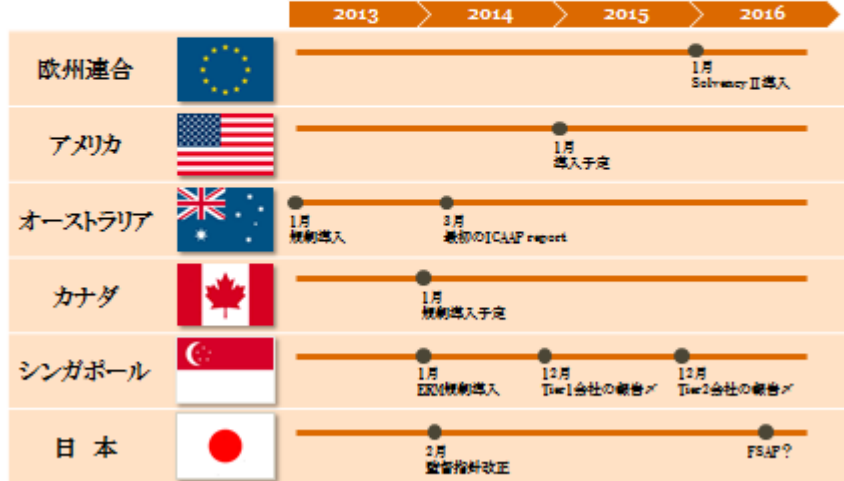 2013 2014 2015 2016
欧州連合
1月
Solvency Ⅱ導入
アメリカ
1月
導入予定
オーストラリア
1月
規制導入
3月
最初のICAAP report
カナダ
1月
規制導入予定
シンガポール
1月
ERM規制導入
12月
Tier1会社の報告〆
12月
Tier2会社の報告〆
日 本
2月
監督指針改正
FSAP?